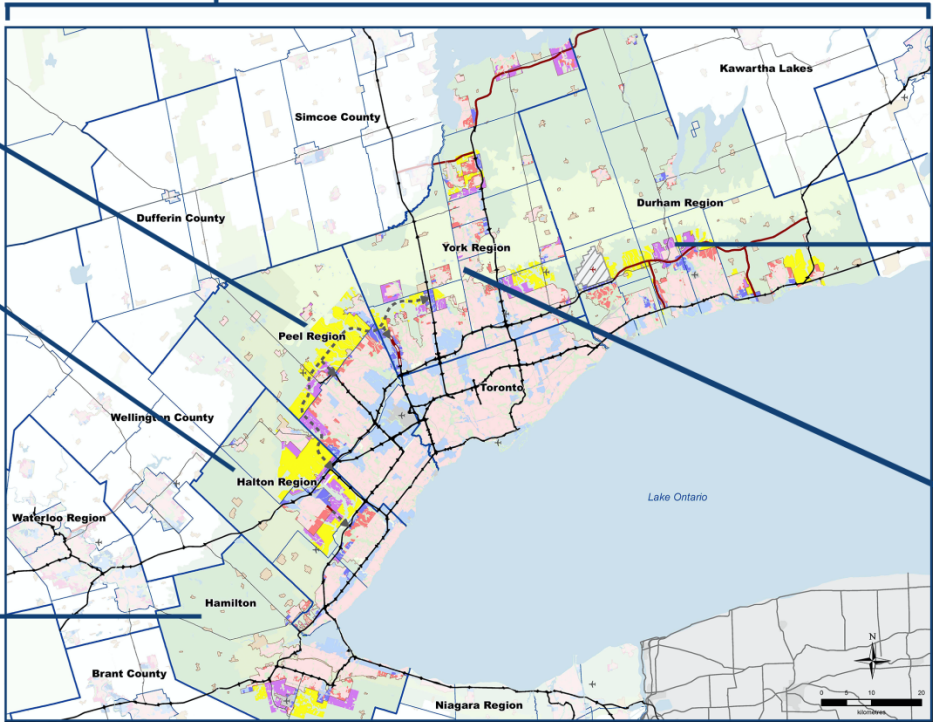 Kawartha Lakes
Simcoe County
Durham Region
Dufferin County
York Region
Peel Region
Toronto
Wellington County
Halton Region
Lake Ontario
Waterloo Region
Hamilton
N
Brant County
0 5 10 20
Niagara Region
kilometres